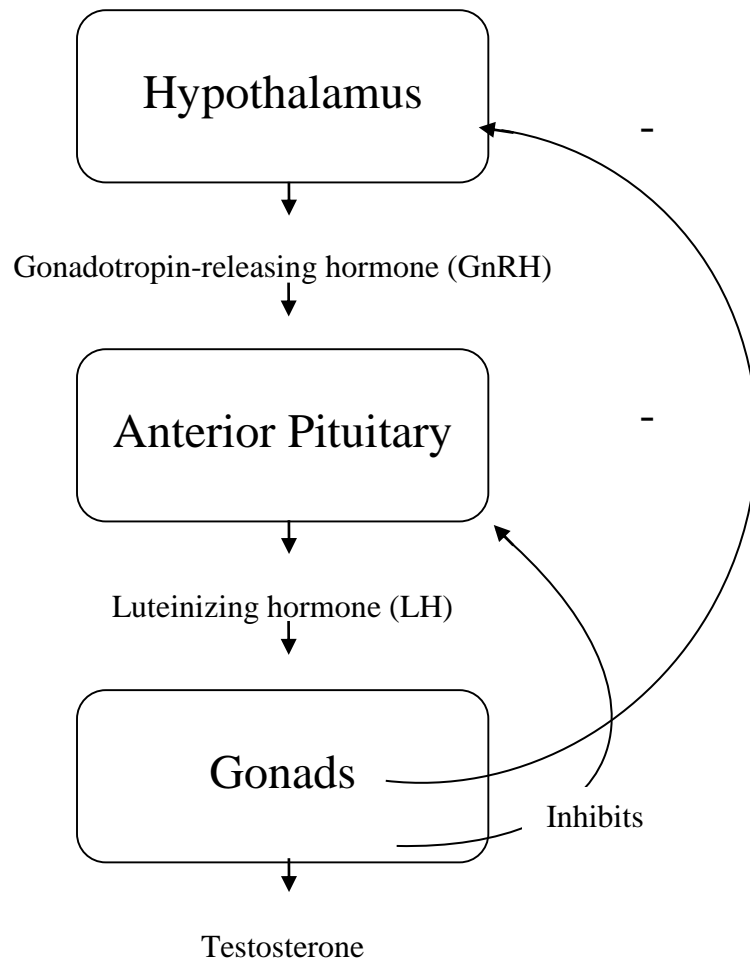 Hypothalamus
-
Gonadotropin-releasing hormone (GnRH)
Anterior Pituitary
-
Luteinizing hormone (LH)
Gonads
Inhibits
Testosterone